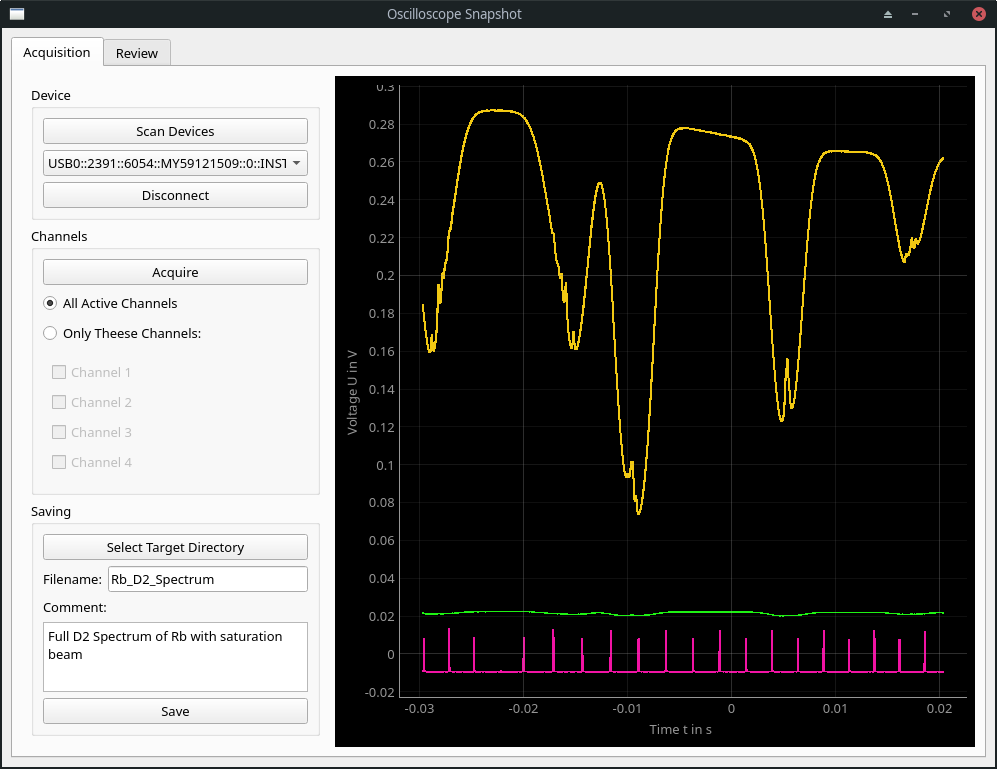 Oscilloscope Snapshot
Acquisition
Review
Device
Scan Devices
USB0::2391::6054::MY59121509::0::INST
Disconnect
Channels
Acquire
All Active Channels
Only Theese Channels:
Channel 1
Channel 2
Channel 3
Channel 4
Saving
Select Target Directory
Filename: Rb_D2_Spectrum
Comment:
Full D2 Spectrum of Rb with saturation
beam
Save
0.3
0.28
0.26
0.24
0.22
0.2
0.18
0.16
0.14
0.12
0.1
0.08
0.06
0.04
0.02
0
-0.02
Voltage U in V
-0.03 -0.02 -0.01 0 0.01 0.02
Time t in s